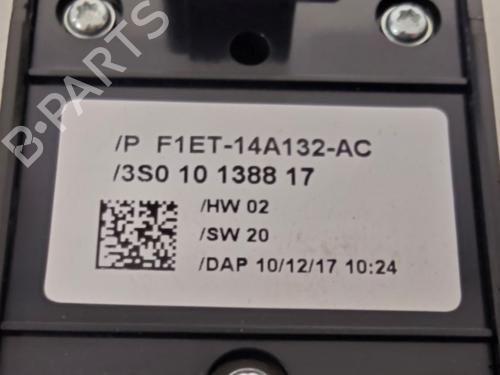 B-PARTS
/P F1ET-14A132-AC
/3S0 10 1388 17
/HW 02
/SW 20
/DAP 10/12/17 10:24